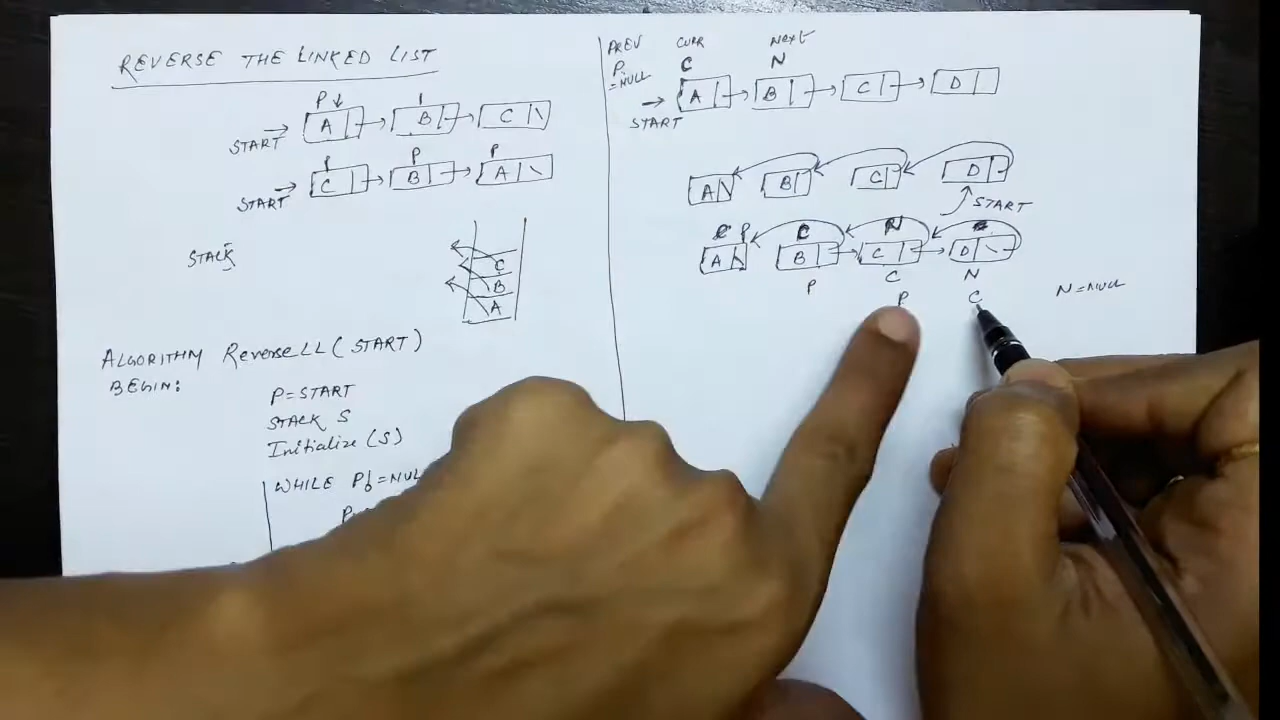 REVERSE THE LINKED LIST
P
START A B C
P P P
START C B A
STACK
C
B
A
ALGORITHM ReverseLL(START)
BEGIN:
P=START
STACK S
Initialize(S)
WHILE P!=NUL
P
PREV CURR Next
P C N
=NULL
A B C D
START
A B C D
START
C P C N
A B C D
P C N
P C N=NULL